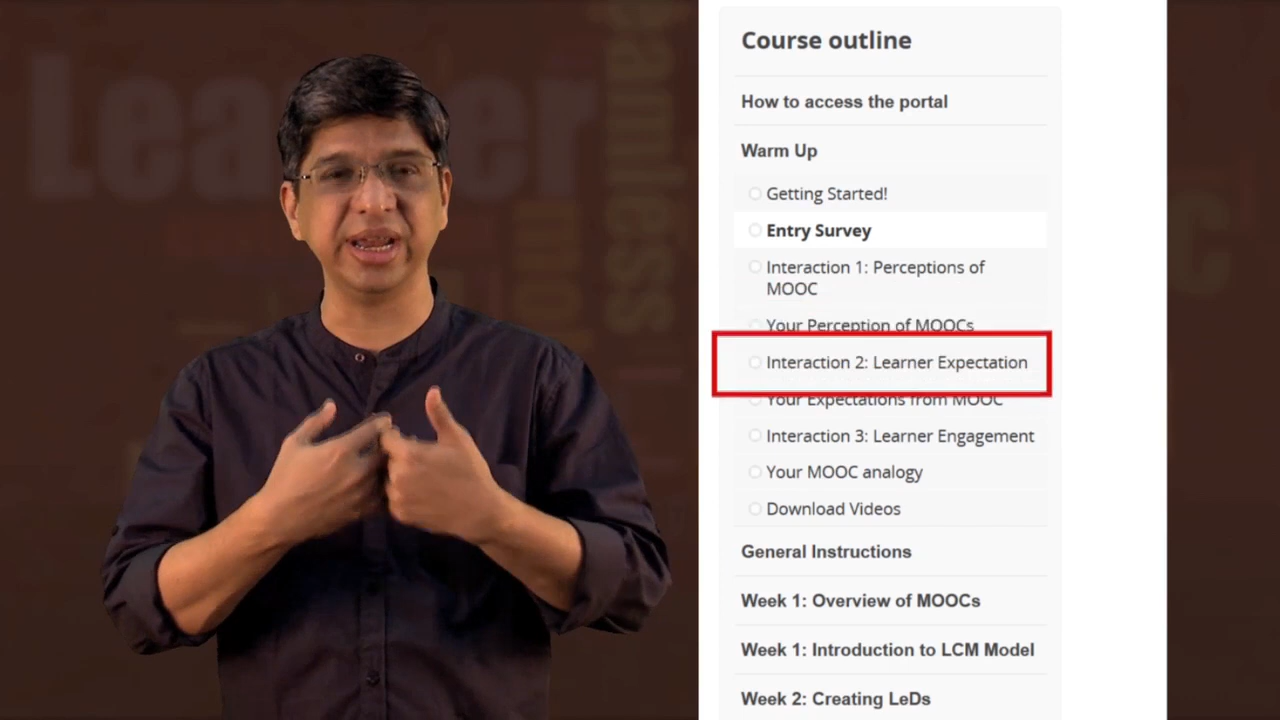 Learner
Course outline
How to access the portal
Warm Up
Getting Started!
Entry Survey
Interaction 1: Perceptions of
MOOC
Your Perception of MOOCs
Interaction 2: Learner Expectation
Your Expectations from MOOC
Interaction 3: Learner Engagement
Your MOOC analogy
Download Videos
General Instructions
Week 1: Overview of MOOCs
Week 1: Introduction to LCM Model
Week 2: Creating LeDs